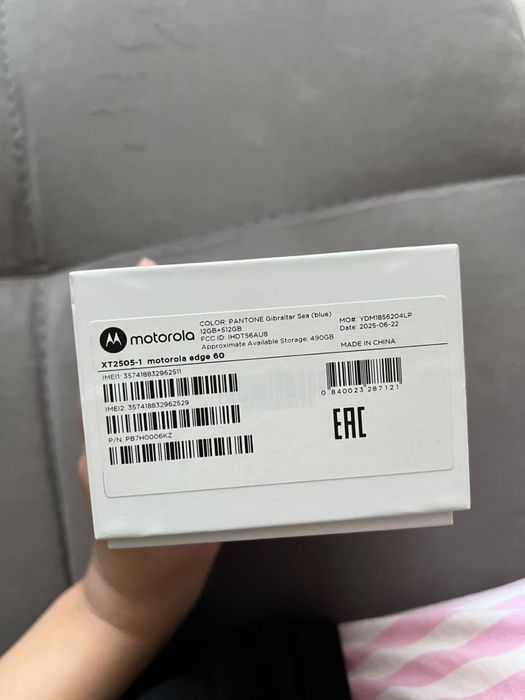 motorola
COLOR: PANTONE Gibraltar Sea (blue)
12GB+512GB
FCC ID: IHDT56AU8
Approximate Available Storage: 490GB
MO#: YDM1856204LP
Date: 2025-06-22
MADE IN CHINA
XT2505-1 motorola edge 60
IMEI1: 357418832962511
IMEI2: 357418832962529
P/N: PB7H0006KZ
0 840023 287121
EAC